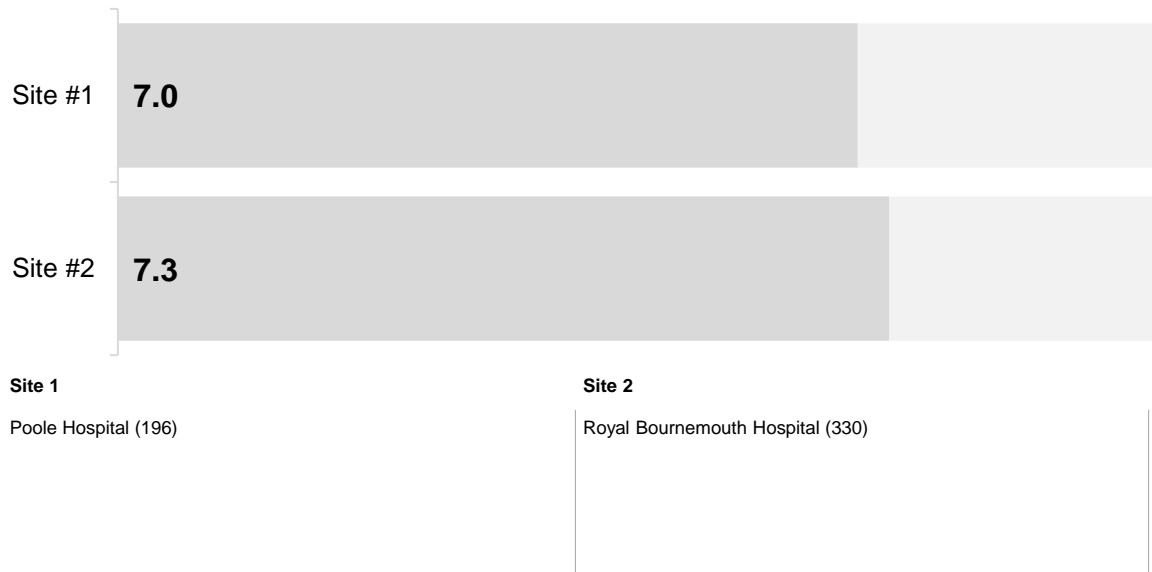 Site #1
7.0
Site #2
7.3
Site 1
Site 2
Poole Hospital (196)
Royal Bournemouth Hospital (330)